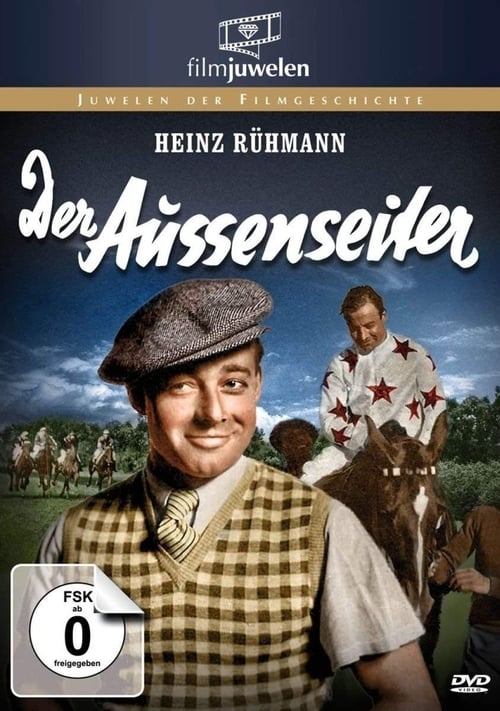 filmjuwelen
Juwelen der Filmgeschichte
HEINZ RÜHMANN
Der Aussenseiter
FSK
ab
0
freigegeben
DVD
VIDEO